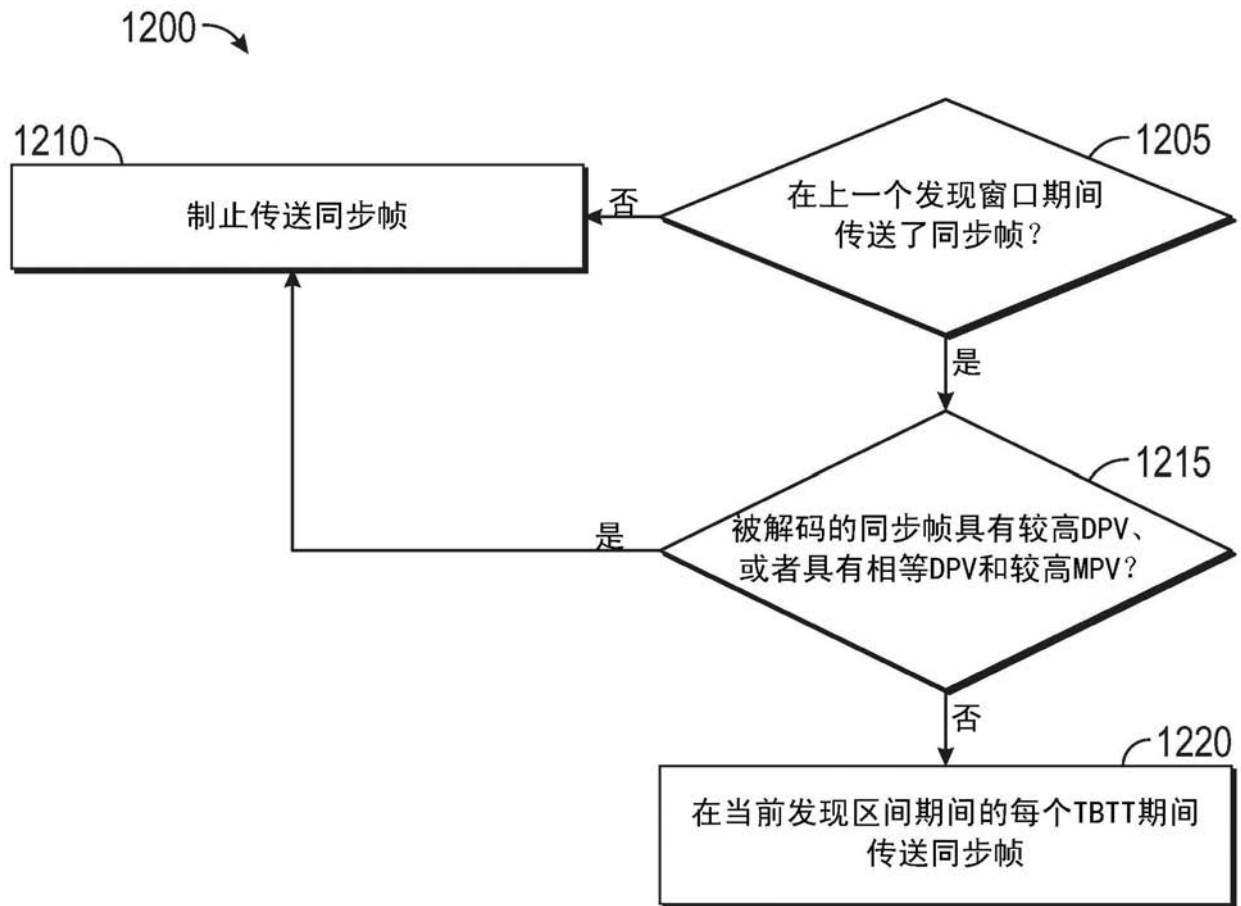 1200
1210
制止传送同步帧
1205
在上一个发现窗口期间
传送了同步帧？
否
是
1215
被解码的同步帧具有较高DPV、
或者具有相等DPV和较高MPV？
是
否
1220
在当前发现区间期间的每个TBTT期间
传送同步帧